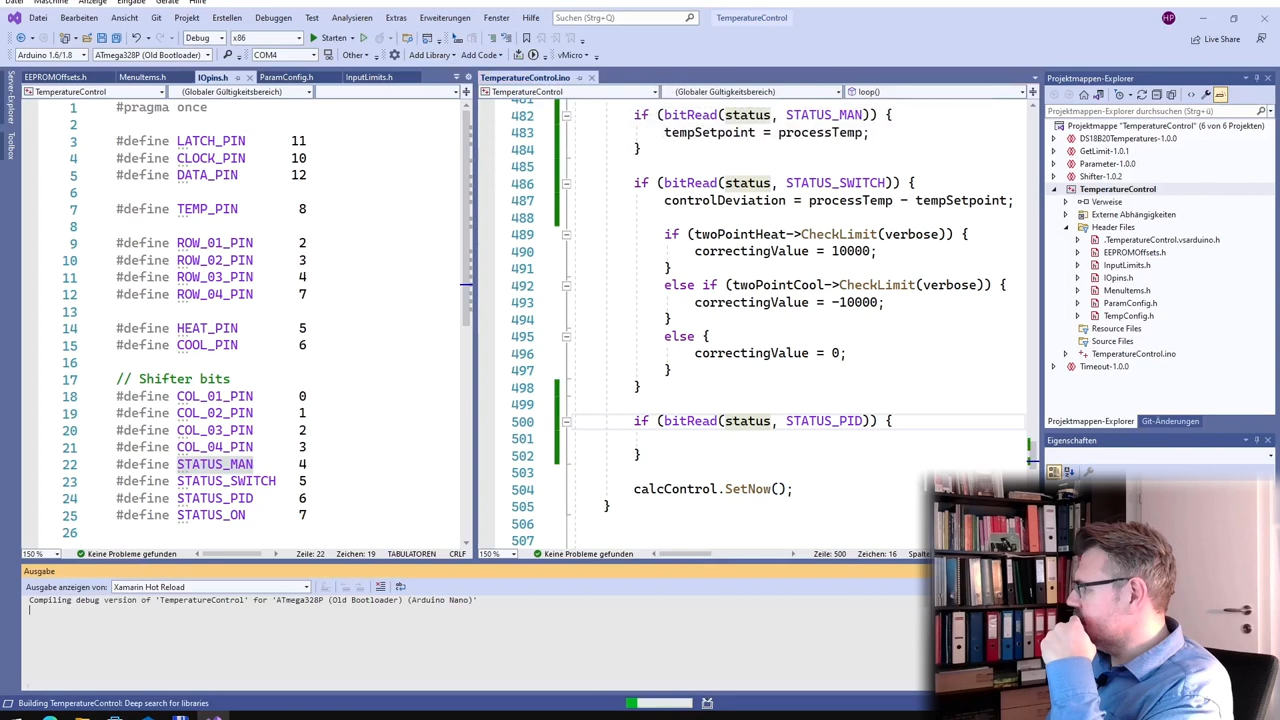 Datei Machinen Anzeige Eingabe Geräte Hilfe
Datei Bearbeiten Ansicht Git Projekt Erstellen Debuggen Test Analysieren Extras Erweiterungen Fenster Hilfe Suchen (Strg+Q) TemperatureControl HP
Debug x86 Starten Other Add Library Add Code vMicro Live Share
Arduino 1.6/1.8 ATmega328P (Old Bootloader) COM4
Server-Explorer
Toolbox
EEPROMOffsets.h MenuItems.h IOpins.h ParamConfig.h InputLimits.h
TemperatureControl (Globaler Gültigkeitsbereich)
1 #pragma once
2
3 #define LATCH_PIN 11
4 #define CLOCK_PIN 10
5 #define DATA_PIN 12
6
7 #define TEMP_PIN 8
8
9 #define ROW_01_PIN 2
10 #define ROW_02_PIN 3
11 #define ROW_03_PIN 4
12 #define ROW_04_PIN 7
13
14 #define HEAT_PIN 5
15 #define COOL_PIN 6
16
17 // Shifter bits
18 #define COL_01_PIN 0
19 #define COL_02_PIN 1
20 #define COL_03_PIN 2
21 #define COL_04_PIN 3
22 #define STATUS_MAN 4
23 #define STATUS_SWITCH 5
24 #define STATUS_PID 6
25 #define STATUS_ON 7
26
150 % Keine Probleme gefunden Zeile: 22 Zeichen: 19 TABULATOREN CRLF
TemperatureControl.ino
TemperatureControl (Globaler Gültigkeitsbereich) loop()
481
482 if (bitRead(status, STATUS_MAN)) {
483 tempSetpoint = processTemp;
484 }
485
486 if (bitRead(status, STATUS_SWITCH)) {
487 controlDeviation = processTemp - tempSetpoint;
488
489 if (twoPointHeat->CheckLimit(verbose)) {
490 correctingValue = 10000;
491 }
492 else if (twoPointCool->CheckLimit(verbose)) {
493 correctingValue = -10000;
494 }
495 else {
496 correctingValue = 0;
497 }
498 }
499
500 if (bitRead(status, STATUS_PID)) {
501
502 }
503
504 calcControl.SetNow();
505 }
506
507
150 % Keine Probleme gefunden Zeile: 500 Zeichen: 16
Projektmappen-Explorer
Projektmappen-Explorer durchsuchen (Strg+Ü)
Projektmappe "TemperatureControl" (6 von 6 Projekten)
DS18B20Temperatures-1.0.0
GetLimit-1.0.1
Parameter-1.0.0
Shifter-1.0.2
TemperatureControl
Verweise
Externe Abhängigkeiten
Header Files
.TemperatureControl.vsarduino.h
EEPROMOffsets.h
InputLimits.h
IOpins.h
MenuItems.h
ParamConfig.h
TempConfig.h
Resource Files
Source Files
TemperatureControl.ino
Timeout-1.0.0
Projektmappen-Explorer Git-Änderungen
Eigenschaften
Ausgabe
Ausgabe anzeigen von: Xamarin Hot Reload
Compiling debug version of 'TemperatureControl' for 'ATmega328P (Old Bootloader) (Arduino Nano)'
Building TemperatureControl: Deep search for libraries